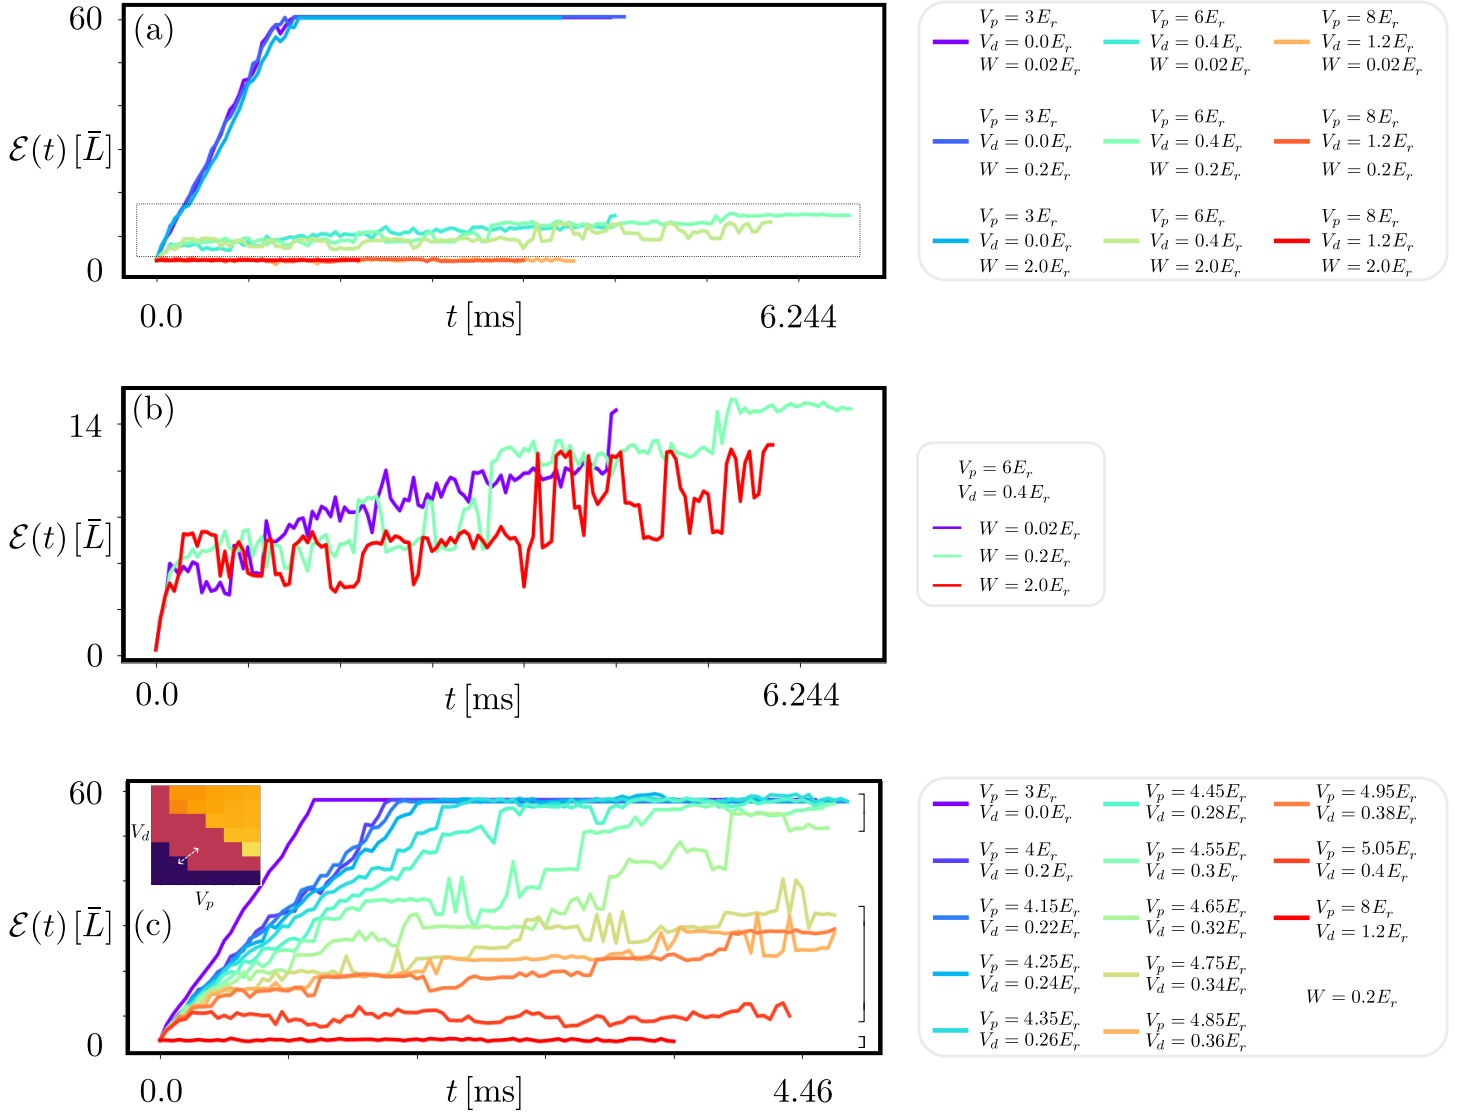 60
(a)
ℰ(t) [L̄]
0
0.0
t [ms]
6.244
V_p = 3E_r
V_d = 0.0E_r
W = 0.02E_r
V_p = 6E_r
V_d = 0.4E_r
W = 0.02E_r
V_p = 8E_r
V_d = 1.2E_r
W = 0.02E_r
V_p = 3E_r
V_d = 0.0E_r
W = 0.2E_r
V_p = 6E_r
V_d = 0.4E_r
W = 0.2E_r
V_p = 8E_r
V_d = 1.2E_r
W = 0.2E_r
V_p = 3E_r
V_d = 0.0E_r
W = 2.0E_r
V_p = 6E_r
V_d = 0.4E_r
W = 2.0E_r
V_p = 8E_r
V_d = 1.2E_r
W = 2.0E_r
(b)
14
ℰ(t) [L̄]
0
0.0
t [ms]
6.244
V_p = 6E_r
V_d = 0.4E_r
W = 0.02E_r
W = 0.2E_r
W = 2.0E_r
60
V_d
V_p
ℰ(t) [L̄]
(c)
0
0.0
t [ms]
4.46
V_p = 3E_r
V_d = 0.0E_r
V_p = 4E_r
V_d = 0.2E_r
V_p = 4.15E_r
V_d = 0.22E_r
V_p = 4.25E_r
V_d = 0.24E_r
V_p = 4.35E_r
V_d = 0.26E_r
V_p = 4.45E_r
V_d = 0.28E_r
V_p = 4.55E_r
V_d = 0.3E_r
V_p = 4.65E_r
V_d = 0.32E_r
V_p = 4.75E_r
V_d = 0.34E_r
V_p = 4.85E_r
V_d = 0.36E_r
V_p = 4.95E_r
V_d = 0.38E_r
V_p = 5.05E_r
V_d = 0.4E_r
V_p = 8E_r
V_d = 1.2E_r
W = 0.2E_r